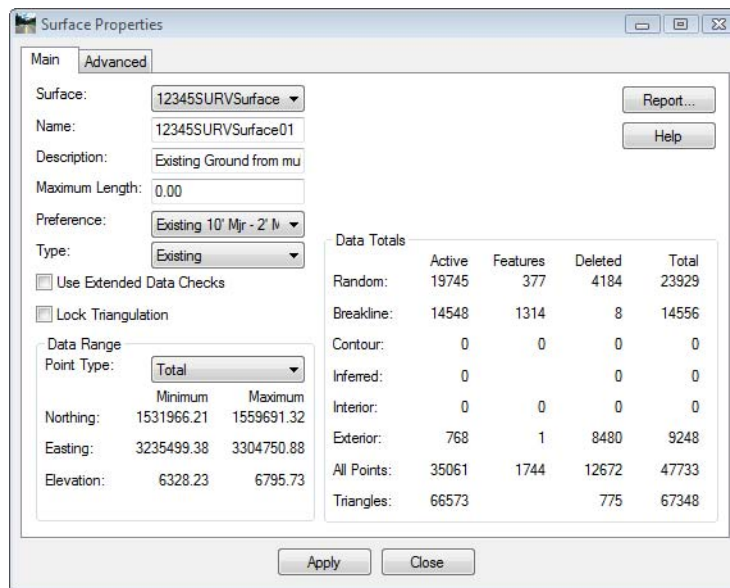 Surface Properties
Main Advanced
Surface: 12345SURVSurface
Name: 12345SURVSurface01
Description: Existing Ground from mu
Maximum Length: 0.00
Preference: Existing 10' Mjr - 2' M
Type: Existing
Use Extended Data Checks
Lock Triangulation
Report...
Help
Data Range
Point Type: Total
Minimum Maximum
Northing: 1531966.21 1559691.32
Easting: 3235499.38 3304750.88
Elevation: 6328.23 6795.73
Data Totals
Active Features Deleted Total
Random: 19745 377 4184 23929
Breakline: 14548 1314 8 14556
Contour: 0 0 0 0
Inferred: 0 0 0
Interior: 0 0 0 0
Exterior: 768 1 8480 9248
All Points: 35061 1744 12672 47733
Triangles: 66573 775 67348
Apply Close